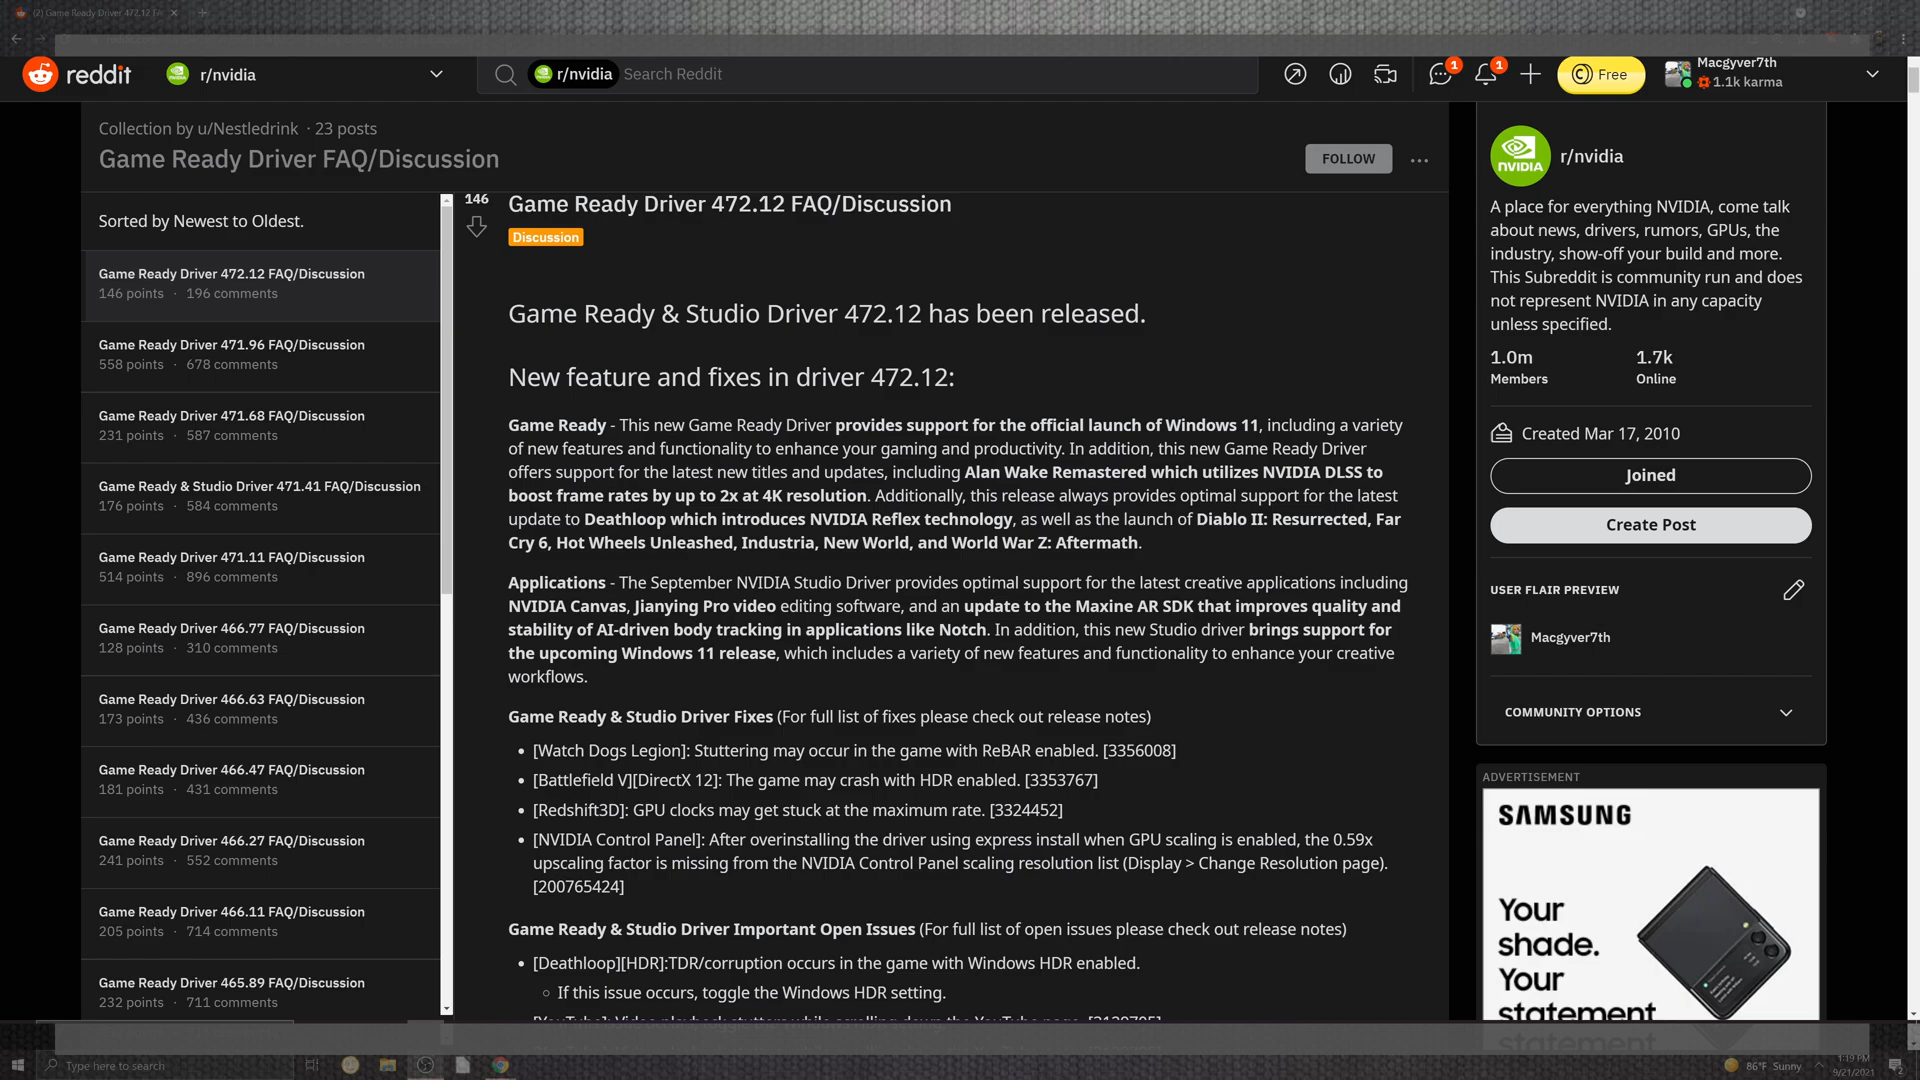 (2) Game Ready Driver 472.12 FA
reddit
r/nvidia
r/nvidia
Search Reddit
1
1
Free
Macgyver7th
1.1k karma
Collection by u/Nestledrink · 23 posts
Game Ready Driver FAQ/Discussion
FOLLOW
Sorted by Newest to Oldest.
Game Ready Driver 472.12 FAQ/Discussion
146 points · 196 comments
Game Ready Driver 471.96 FAQ/Discussion
558 points · 678 comments
Game Ready Driver 471.68 FAQ/Discussion
231 points · 587 comments
Game Ready & Studio Driver 471.41 FAQ/Discussion
176 points · 584 comments
Game Ready Driver 471.11 FAQ/Discussion
514 points · 896 comments
Game Ready Driver 466.77 FAQ/Discussion
128 points · 310 comments
Game Ready Driver 466.63 FAQ/Discussion
173 points · 436 comments
Game Ready Driver 466.47 FAQ/Discussion
181 points · 431 comments
Game Ready Driver 466.27 FAQ/Discussion
241 points · 552 comments
Game Ready Driver 466.11 FAQ/Discussion
205 points · 714 comments
Game Ready Driver 465.89 FAQ/Discussion
232 points · 711 comments
146
Game Ready Driver 472.12 FAQ/Discussion
Discussion
Game Ready & Studio Driver 472.12 has been released.
New feature and fixes in driver 472.12:
Game Ready - This new Game Ready Driver provides support for the official launch of Windows 11, including a variety
of new features and functionality to enhance your gaming and productivity. In addition, this new Game Ready Driver
offers support for the latest new titles and updates, including Alan Wake Remastered which utilizes NVIDIA DLSS to
boost frame rates by up to 2x at 4K resolution. Additionally, this release always provides optimal support for the latest
update to Deathloop which introduces NVIDIA Reflex technology, as well as the launch of Diablo II: Resurrected, Far
Cry 6, Hot Wheels Unleashed, Industria, New World, and World War Z: Aftermath.
Applications - The September NVIDIA Studio Driver provides optimal support for the latest creative applications including
NVIDIA Canvas, Jianying Pro video editing software, and an update to the Maxine AR SDK that improves quality and
stability of AI-driven body tracking in applications like Notch. In addition, this new Studio driver brings support for
the upcoming Windows 11 release, which includes a variety of new features and functionality to enhance your creative
workflows.
Game Ready & Studio Driver Fixes (For full list of fixes please check out release notes)
• [Watch Dogs Legion]: Stuttering may occur in the game with ReBAR enabled. [3356008]
• [Battlefield V][DirectX 12]: The game may crash with HDR enabled. [3353767]
• [Redshift3D]: GPU clocks may get stuck at the maximum rate. [3324452]
• [NVIDIA Control Panel]: After overinstalling the driver using express install when GPU scaling is enabled, the 0.59x
upscaling factor is missing from the NVIDIA Control Panel scaling resolution list (Display > Change Resolution page).
[200765424]
Game Ready & Studio Driver Important Open Issues (For full list of open issues please check out release notes)
• [Deathloop][HDR]:TDR/corruption occurs in the game with Windows HDR enabled.
◦ If this issue occurs, toggle the Windows HDR setting.
[YouTube]: Video playback stutters while scrolling down the YouTube page. [3129705]
NVIDIA
r/nvidia
A place for everything NVIDIA, come talk
about news, drivers, rumors, GPUs, the
industry, show-off your build and more.
This Subreddit is community run and does
not represent NVIDIA in any capacity
unless specified.
1.0m
Members
1.7k
Online
Created Mar 17, 2010
Joined
Create Post
USER FLAIR PREVIEW
Macgyver7th
COMMUNITY OPTIONS
ADVERTISEMENT
SAMSUNG
Your
shade.
Your
statement
statement
Type here to search
86°F Sunny
1:19 PM
9/21/2021